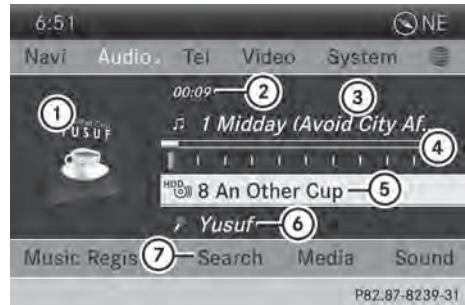 6:51 NE
Navi Audio Tel Video System
1 YUSUF
00:09 2
3
1 Midday (Avoid City Af.
4
HDD 8 An Other Cup 5
Yusuf 6
Music Regis 7 Search Media Sound
P82.87-8239-31